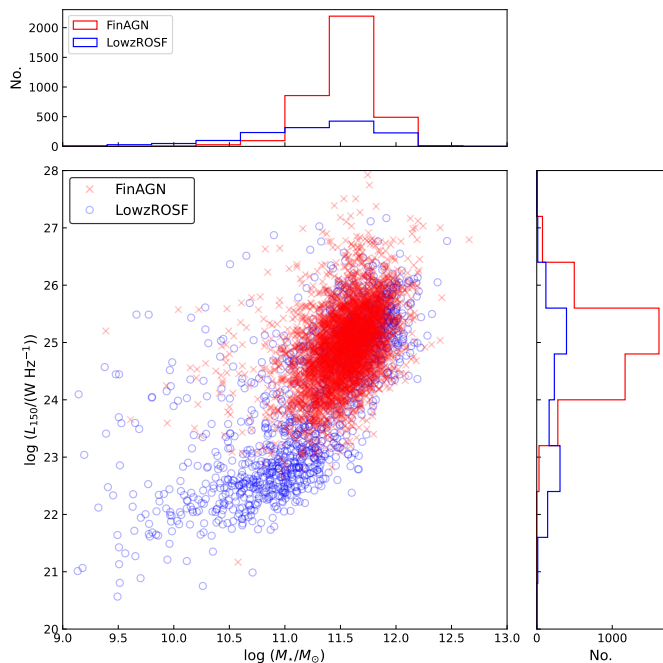 2000
1500
1000
500
0
No.
FinAGN
LowzROSF
28
27
26
25
24
23
22
21
20
log (L₁₅₀/(W Hz⁻¹))
FinAGN
LowzROSF
9.0 9.5 10.0 10.5 11.0 11.5 12.0 12.5 13.0
log (M⋆/M⊙)
0 1000
No.